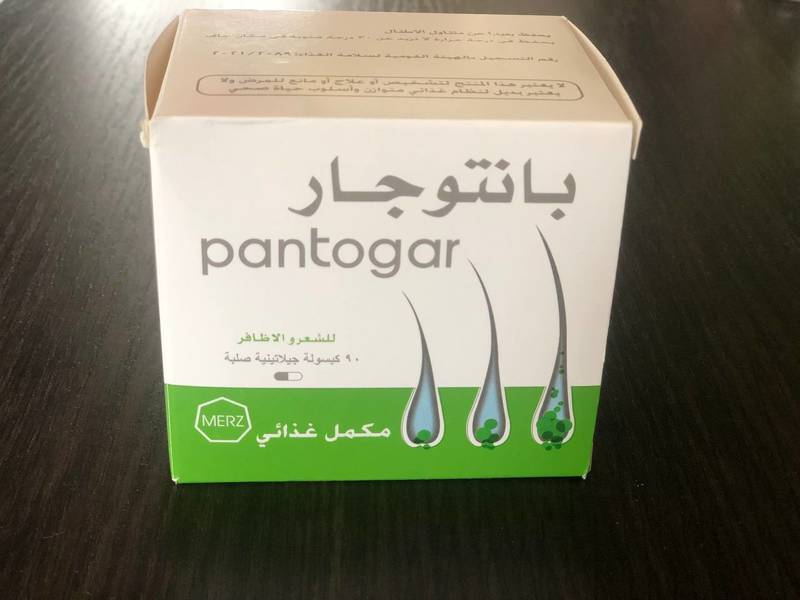 يحفظ بعيدا عن متناول الأطفال
يحفظ في درجة حرارة لا تزيد عن ٣٠ درجة مئوية في مكان جاف
رقم التسجيل بالهيئة القومية لسلامة الغذاء: ٢٠٢١/٢٠٨٩
لا يعتبر هذا المنتج لتشخيص أو علاج أو مانع للمرض ولا
يعتبر بديل لنظام غذائي متوازن وأسلوب حياة صحي
بانتوجار
pantogar
للشعر و الاظافر
٩٠ كبسولة جيلاتينية صلبة
MERZ
مكمل غذائي